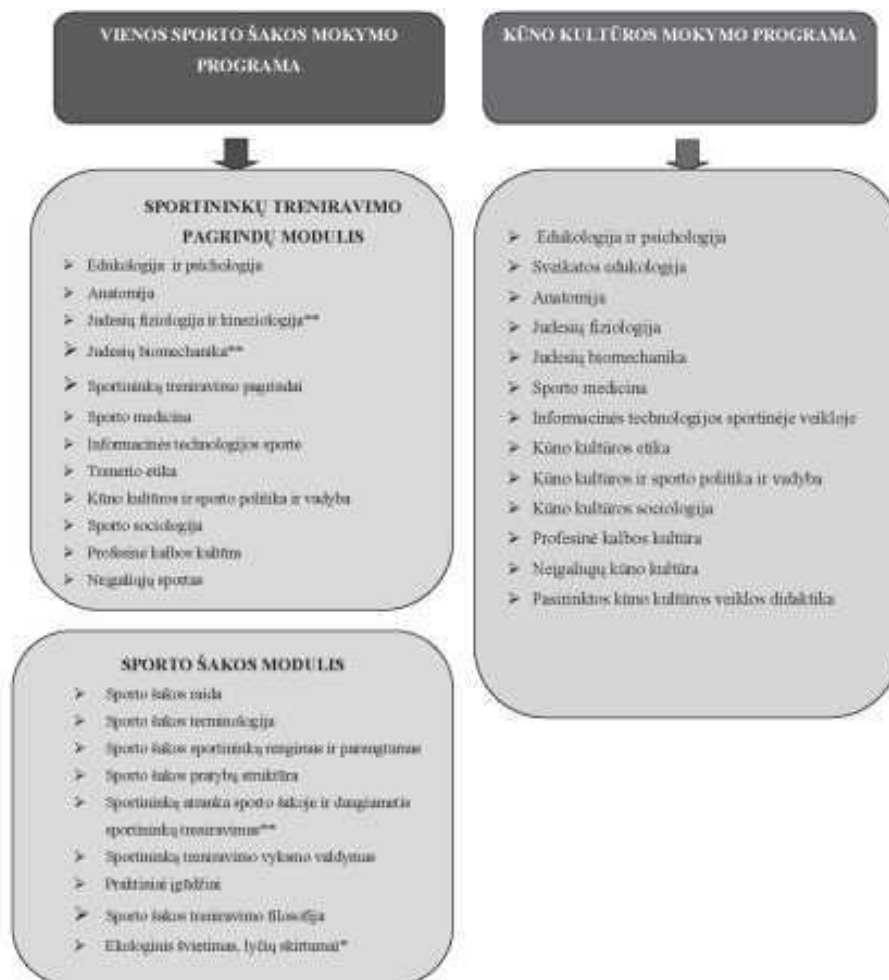 VIENOS SPORTO ŠAKOS MOKYMO
PROGRAMA
SPORTININKŲ TRENIRAVIMO
PAGRINDŲ MODULIS
➢ Edukologija ir psichologija
➢ Anatomija
➢ Judesių fiziologija ir kineziologija**
➢ Judesių biomechanika**
➢ Sportininkų treniravimo pagrindai
➢ Sporto medicina
➢ Informacinės technologijos sporte
➢ Trenerio etika
➢ Kūno kultūros ir sporto politika ir vadyba
➢ Sporto sociologija
➢ Profesinė kalbos kultūra
➢ Neįgaliųjų sportas
SPORTO ŠAKOS MODULIS
➢ Sporto šakos raida
➢ Sporto šakos terminologija
➢ Sporto šakos sportininkų rengimas ir parengtumas
➢ Sporto šakos pratybų struktūra
➢ Sportininkų atranka sporto šakoje ir daugiametis
sportininkų treniravimas**
➢ Sportininkų treniravimo vyksmo valdymas
➢ Praktiniai įgūdžiai
➢ Sporto šakos treniravimo filosofija
➢ Ekologinis švietimas, lyčių skirtumai*
KŪNO KULTŪROS MOKYMO PROGRAMA
➢ Edukologija ir psichologija
➢ Sveikatos edukologija
➢ Anatomija
➢ Judesių fiziologija
➢ Judesių biomechanika
➢ Sporto medicina
➢ Informacinės technologijos sportinėje veikloje
➢ Kūno kultūros etika
➢ Kūno kultūros ir sporto politika ir vadyba
➢ Kūno kultūros sociologija
➢ Profesinė kalbos kultūra
➢ Neįgaliųjų kūno kultūra
➢ Pasirinktos kūno kultūros veiklos didaktika